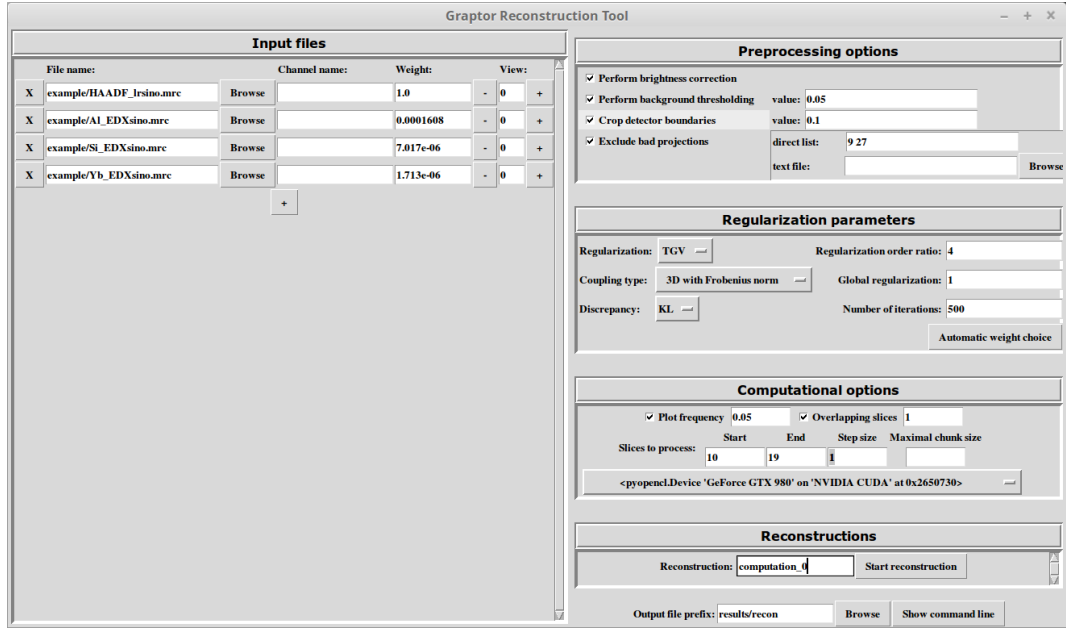 Graptor Reconstruction Tool
Input files
File name: Channel name: Weight: View:
X example/HAADF_lrsino.mrc Browse 1.0 - 0 +
X example/Al_EDXsino.mrc Browse 0.0001608 - 0 +
X example/Si_EDXsino.mrc Browse 7.017e-06 - 0 +
X example/Yb_EDXsino.mrc Browse 1.713e-06 - 0 +
+
Preprocessing options
Perform brightness correction
Perform background thresholding value: 0.05
Crop detector boundaries value: 0.1
Exclude bad projections direct list: 9 27
text file: Browse
Regularization parameters
Regularization: TGV Regularization order ratio: 4
Coupling type: 3D with Frobenius norm Global regularization: 1
Discrepancy: KL Number of iterations: 500
Automatic weight choice
Computational options
Plot frequency 0.05 Overlapping slices 1
Start End Step size Maximal chunk size
Slices to process: 10 19 1
<pyopencl.Device 'GeForce GTX 980' on 'NVIDIA CUDA' at 0x2650730>
Reconstructions
Reconstruction: computation_0 Start reconstruction
Output file prefix: results/recon Browse Show command line